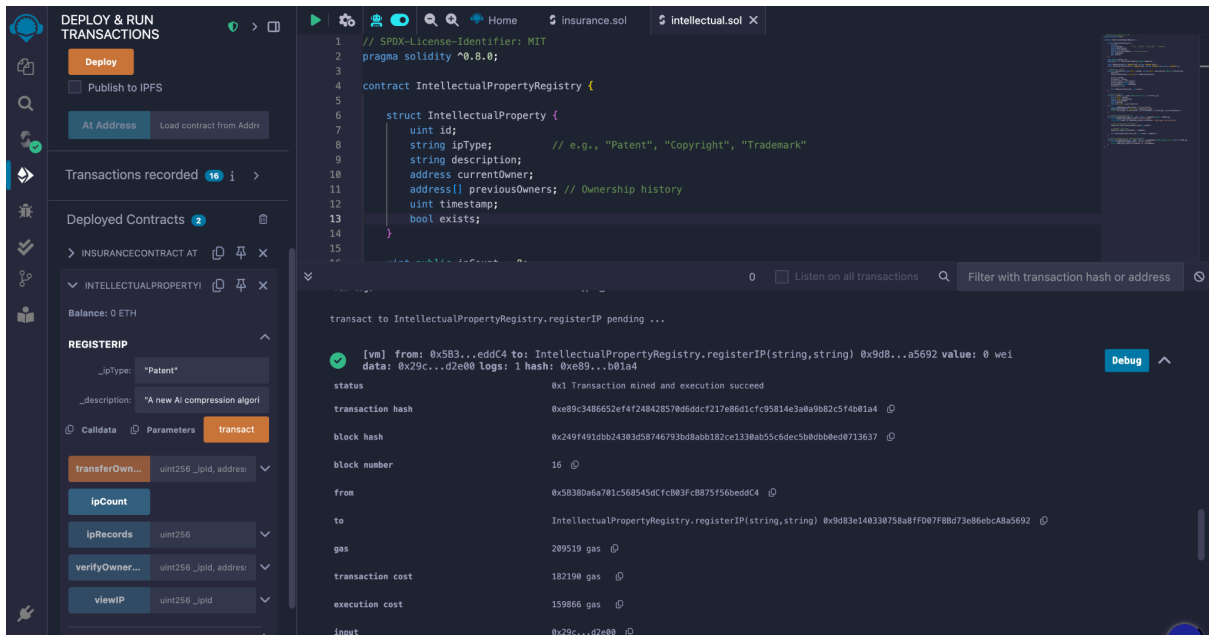 DEPLOY & RUN
TRANSACTIONS
Deploy
Publish to IPFS
At Address
Load contract from Addre
Transactions recorded 16 i
Deployed Contracts 2
INSURANCECONTRACT AT
INTELLECTUALPROPERTYI
Balance: 0 ETH
REGISTERIP
_ipType: "Patent"
_description: "A new AI compression algori
Calldata Parameters transact
transferOwn... uint256 _ipId, address
ipCount
ipRecords uint256
verifyOwner... uint256 _ipId, address
viewIP uint256 _ipId
Home insurance.sol intellectual.sol
1 // SPDX-License-Identifier: MIT
2 pragma solidity ^0.8.0;
3
4 contract IntellectualPropertyRegistry {
5
6 struct IntellectualProperty {
7 uint id;
8 string ipType; // e.g., "Patent", "Copyright", "Trademark"
9 string description;
10 address currentOwner;
11 address[] previousOwners; // Ownership history
12 uint timestamp;
13 bool exists;
14 }
15
0 Listen on all transactions Filter with transaction hash or address
transact to IntellectualPropertyRegistry.registerIP pending ...
[vm] from: 0x5B3...eddC4 to: IntellectualPropertyRegistry.registerIP(string,string) 0x9d8...a5692 value: 0 wei
data: 0x29c...d2e00 logs: 1 hash: 0xe89...b01a4
Debug
status 0x1 Transaction mined and execution succeed
transaction hash 0xe89c3486652ef4f248428570d6ddcf217e86d1cfc95814e3a0a9b82c5f4b01a4
block hash 0x249f491dbb24303d58746793bd8abb182ce1330ab55c6dec5b0dbb0ed0713637
block number 16
from 0x5B38Da6a701c568545dCfcB03FcB875f56beddC4
to IntellectualPropertyRegistry.registerIP(string,string) 0x9d83e140330758a8fFD07F8Bd73e86ebcA8a5692
gas 209519 gas
transaction cost 182190 gas
execution cost 159866 gas
input 0x29c...d2e00